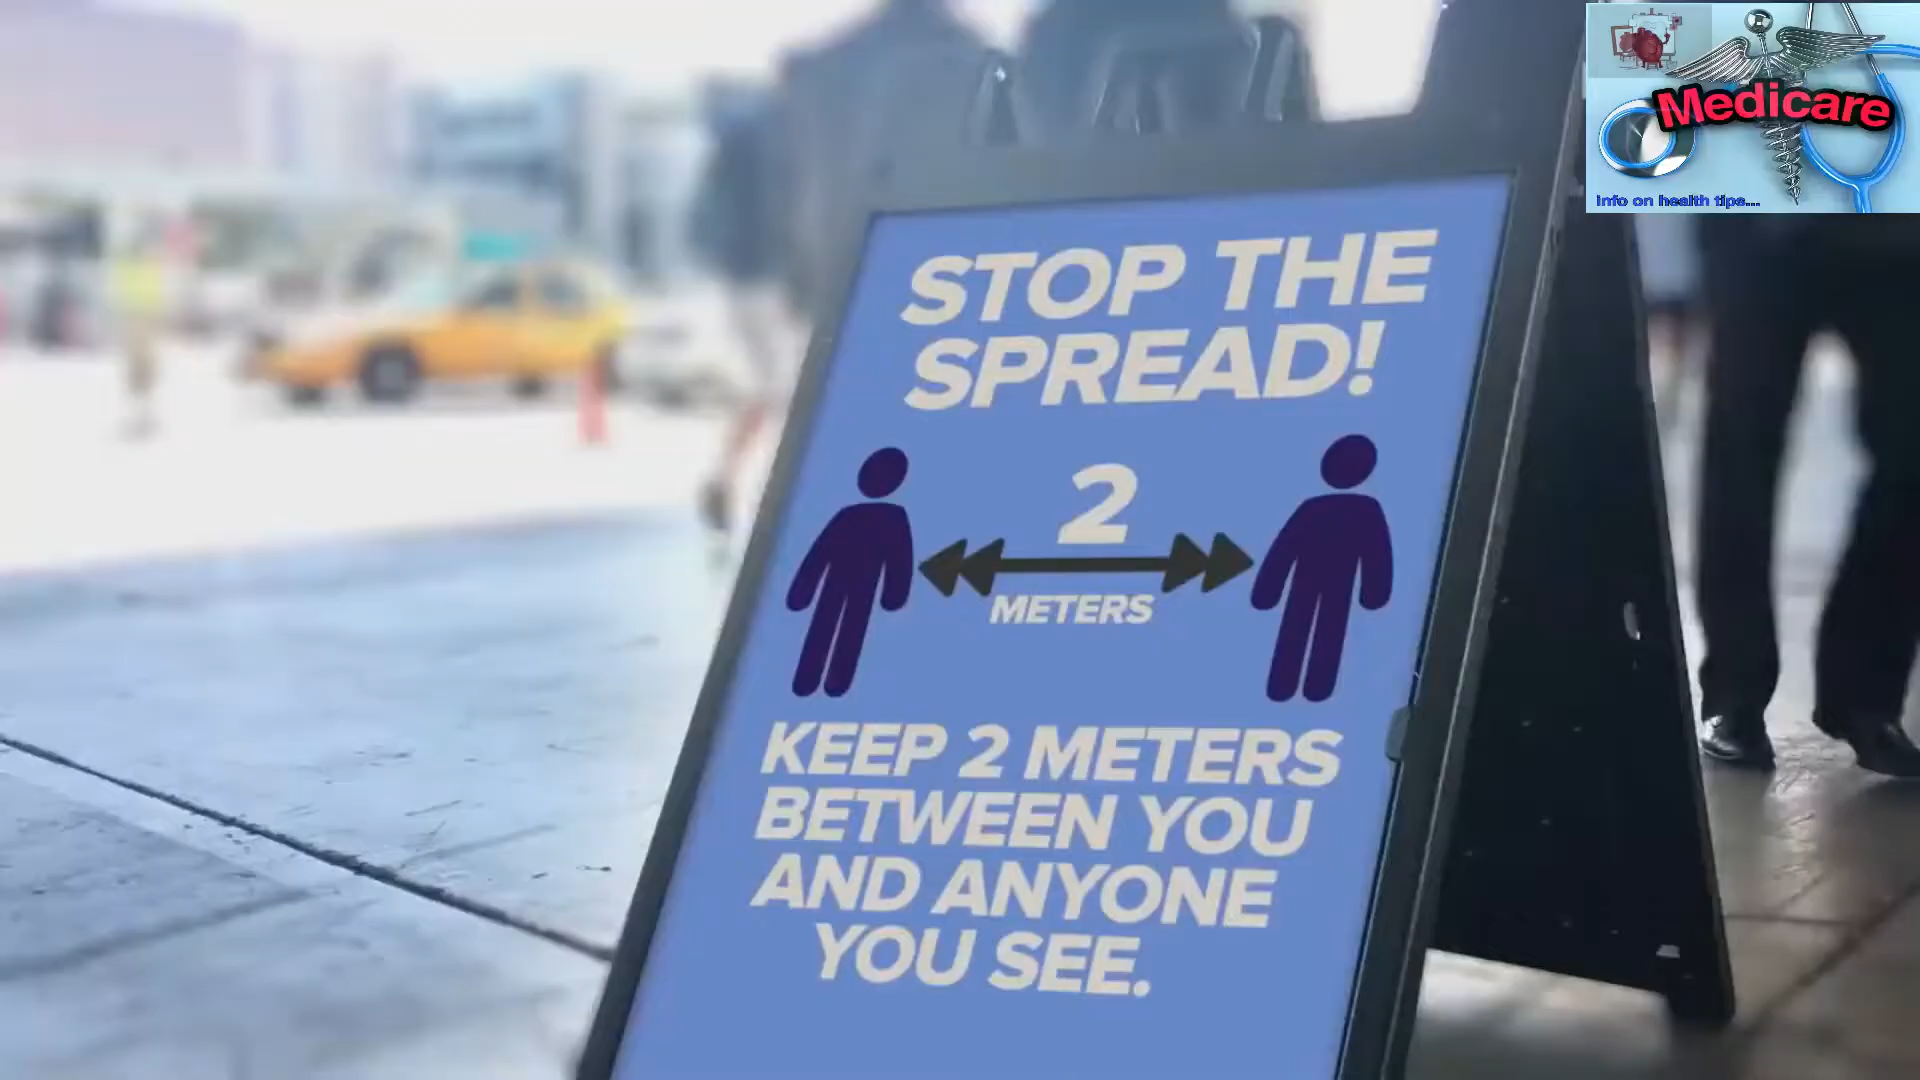 Medicare
Info on health tips...
STOP THE
SPREAD!
2
METERS
KEEP 2 METERS
BETWEEN YOU
AND ANYONE
YOU SEE.